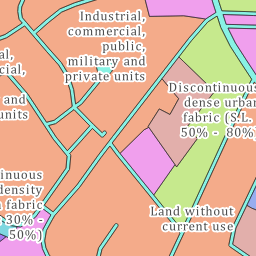 Industrial,
commercial,
public,
military and
private units
al,
cial,
and
units
Discontinuous
dense urban
fabric (S.L.
50% - 80%)
inuous
density
fabric
30% -
50%)
Land without
current use